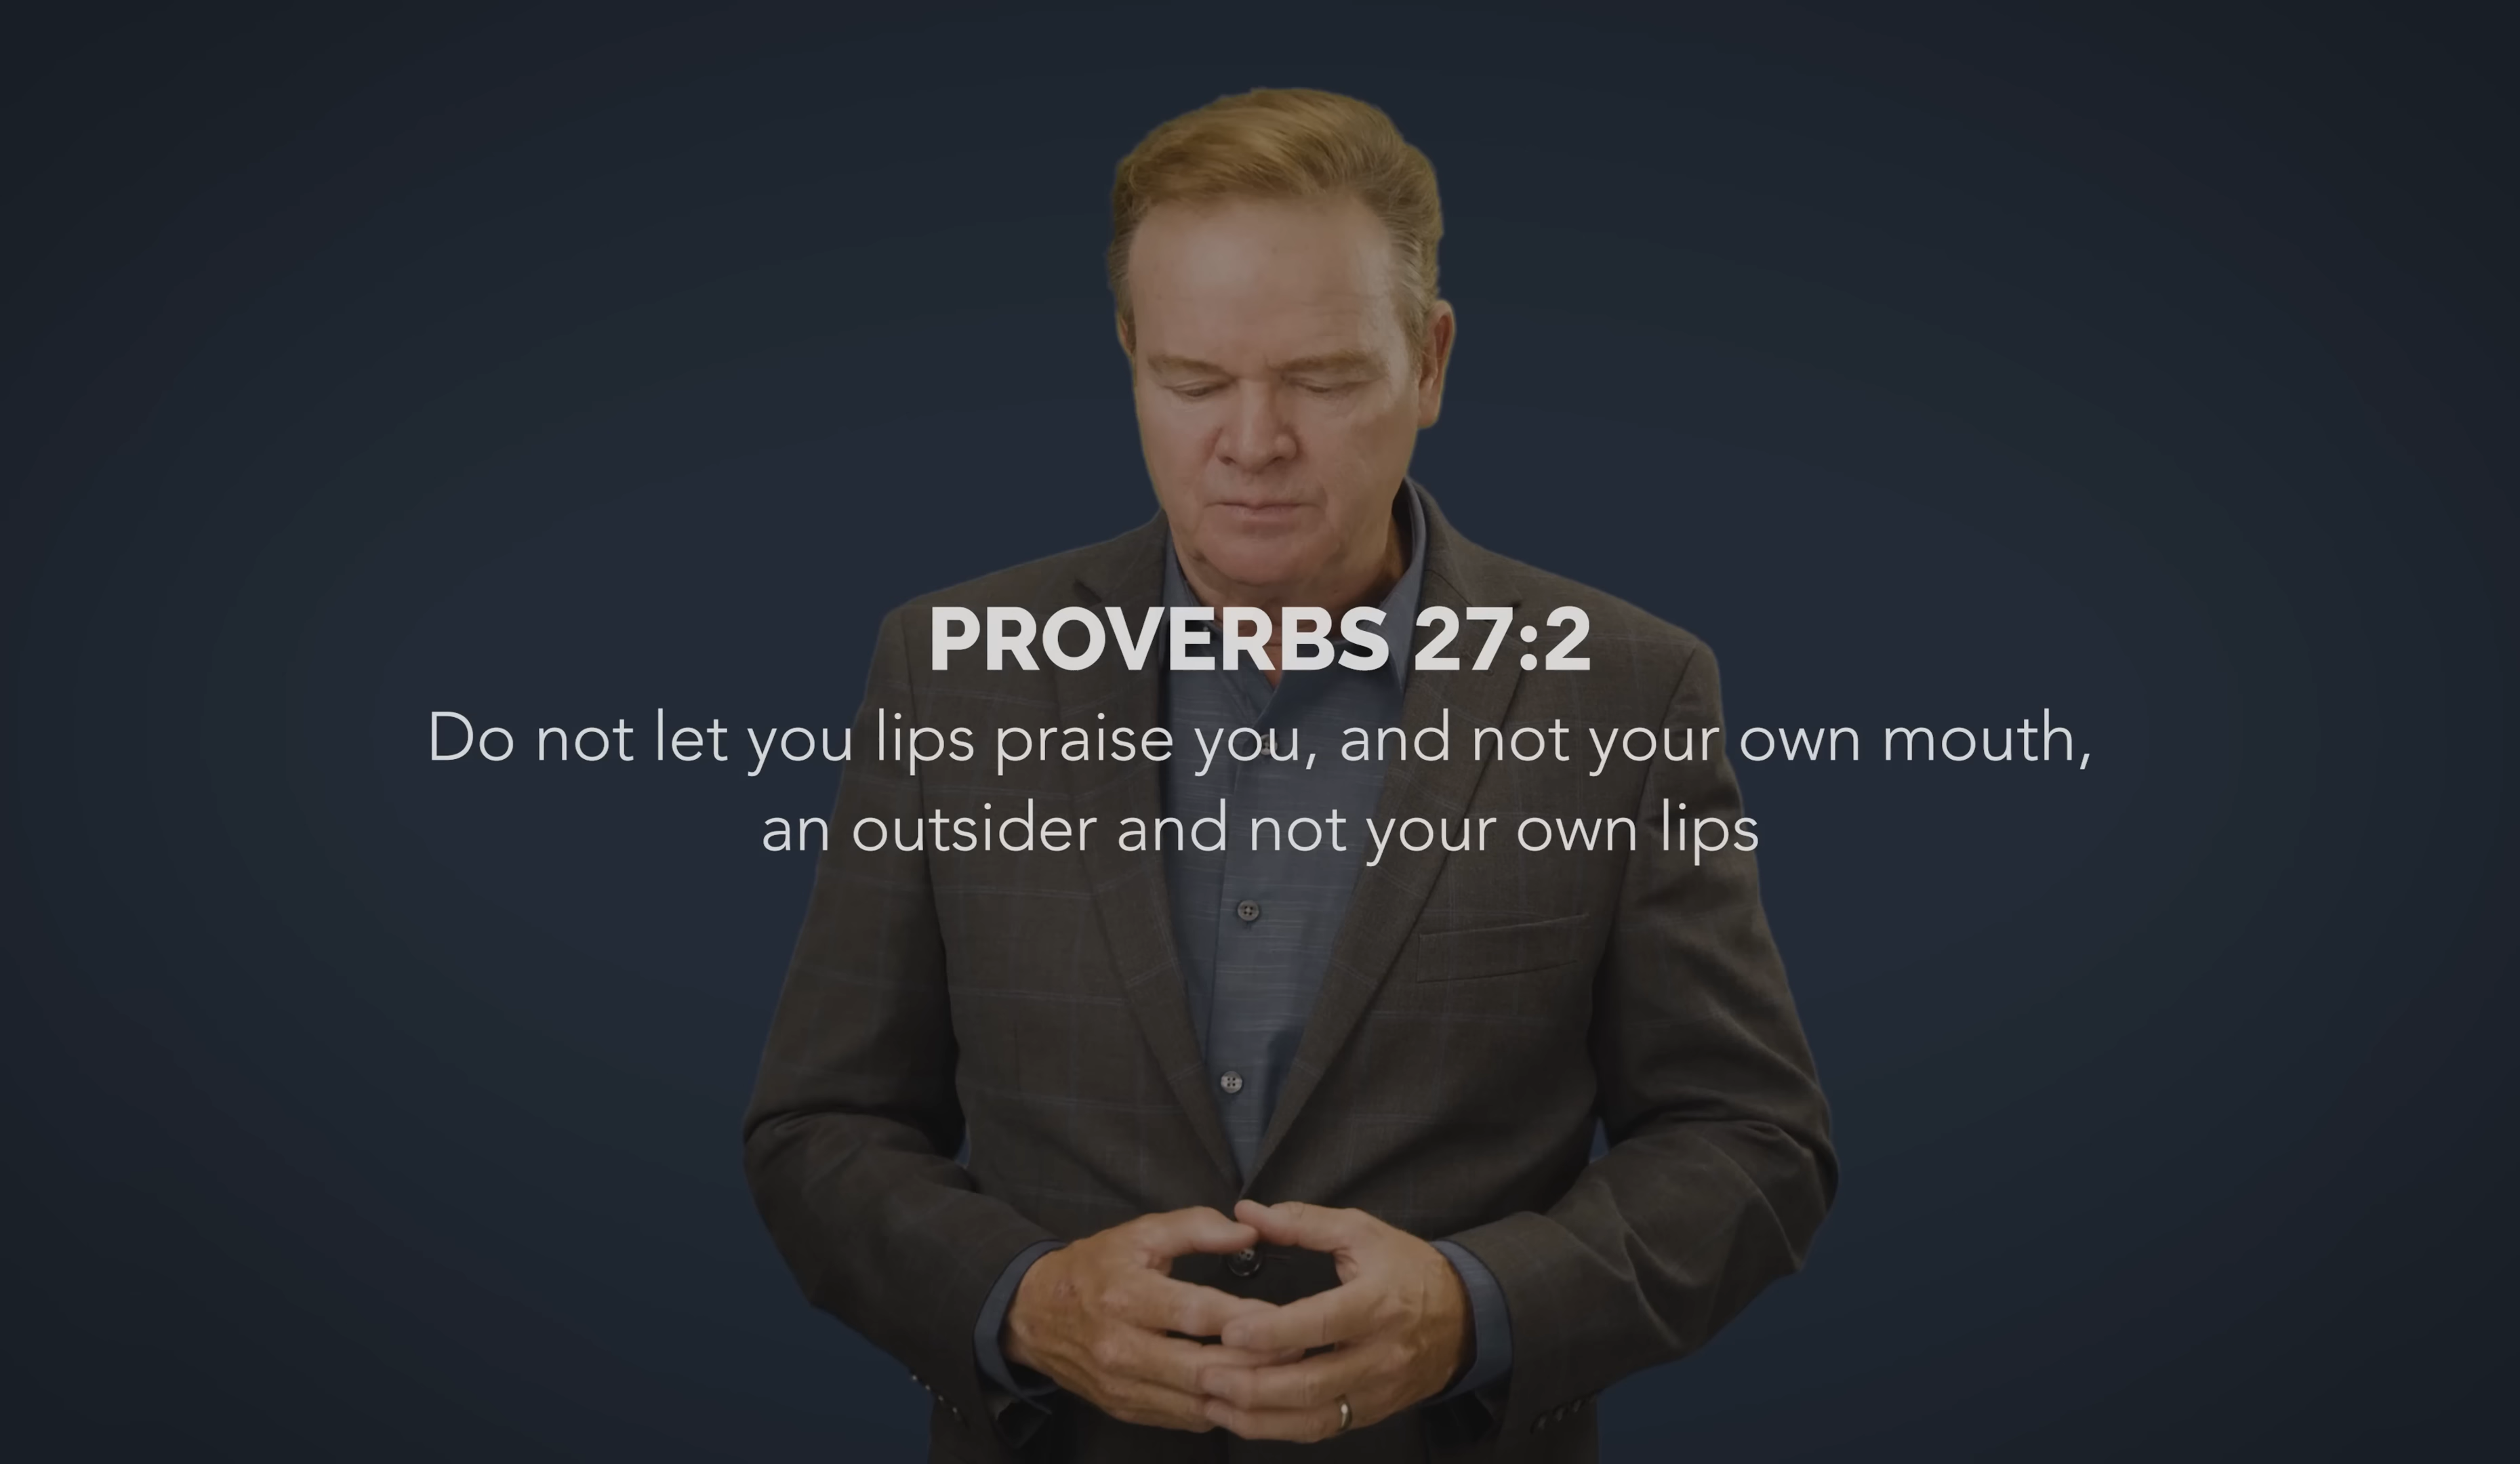 PROVERBS 27:2
Do not let you lips praise you, and not your own mouth,
an outsider and not your own lips